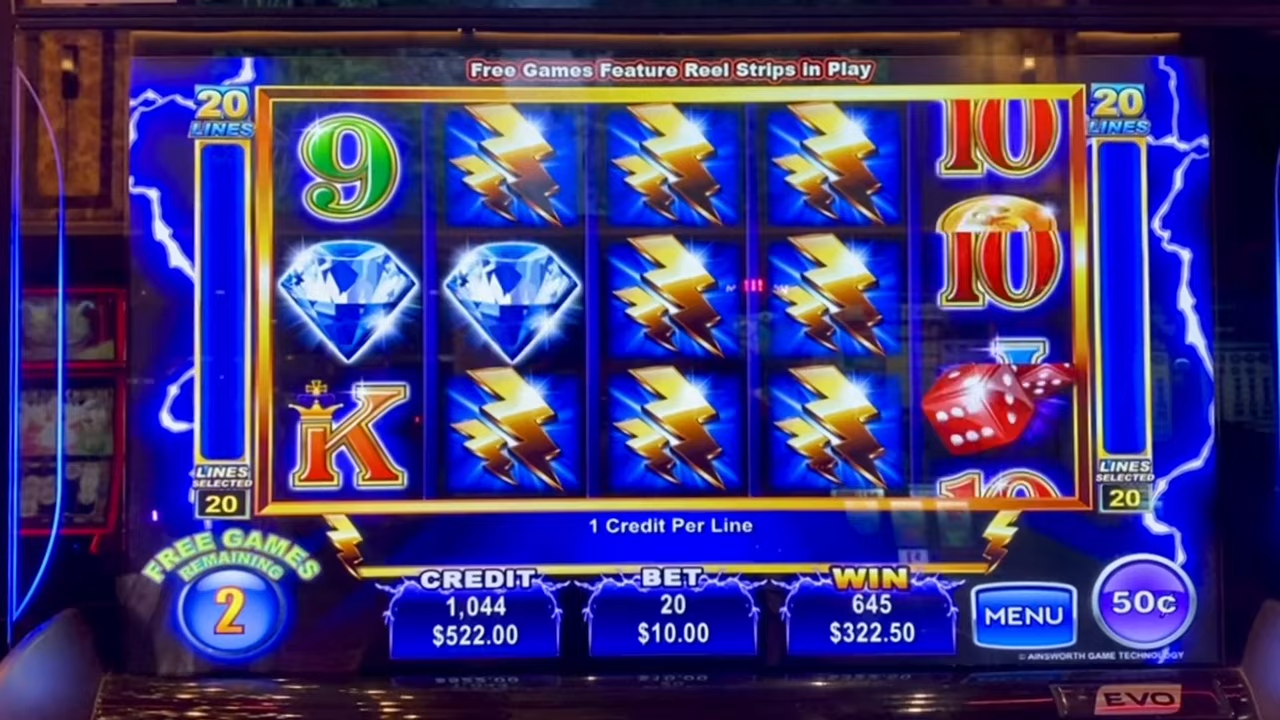 Free Games Feature Reel Strips in Play
20
LINES
20
LINES
9
10
10
K
10
LINES
SELECTED
20
LINES
SELECTED
20
1 Credit Per Line
FREE GAMES
REMAINING
2
CREDIT
1,044
$522.00
BET
20
$10.00
WIN
645
$322.50
MENU
50¢
© AINSWORTH GAME TECHNOLOGY
EVO